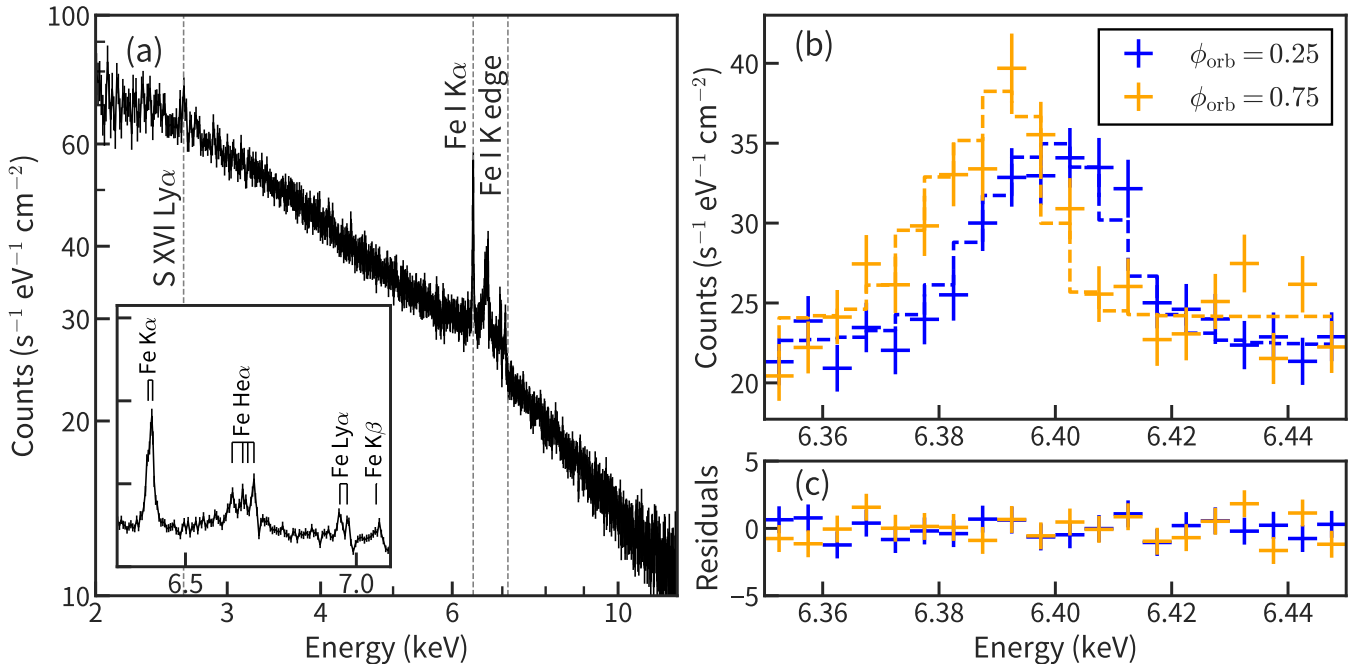 (a)
100
60
40
30
20
10
Counts (s⁻¹ eV⁻¹ cm⁻²)
S XVI Lyα
Fe I Kα
Fe I K edge
Fe Kα
Fe Heα
Fe Lyα
Fe Kβ
6.5
7.0
2
3
4
6
10
Energy (keV)
(b)
ϕorb = 0.25
ϕorb = 0.75
40
35
30
25
20
Counts (s⁻¹ eV⁻¹ cm⁻²)
6.36
6.38
6.40
6.42
6.44
(c)
5
0
−5
Residuals
6.36
6.38
6.40
6.42
6.44
Energy (keV)